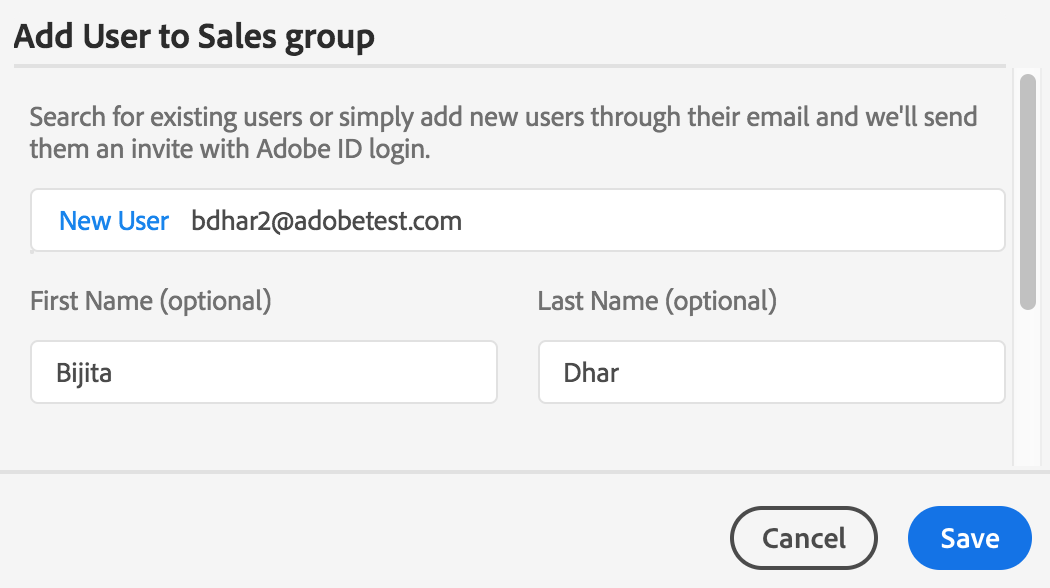 Add User to Sales group
Search for existing users or simply add new users through their email and we'll send
them an invite with Adobe ID login.
New User bdhar2@adobetest.com
First Name (optional) Last Name (optional)
Bijita Dhar
Cancel Save